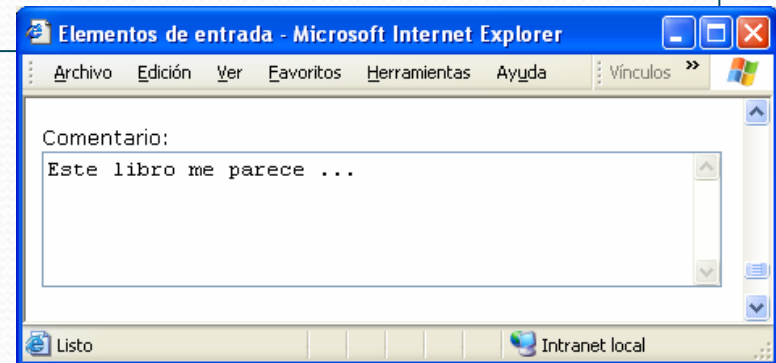 Elementos de entrada - Microsoft Internet Explorer
Archivo Edición Ver Favoritos Herramientas Ayuda Vínculos »
Comentario:
Este libro me parece ...
Listo Intranet local